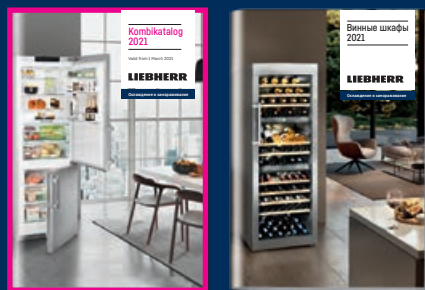 Kombikatalog
2021
Valid from 1 March 2021
LIEBHERR
Охлаждение и замораживание
Винные шкафы
2021
LIEBHERR
Охлаждение и замораживание